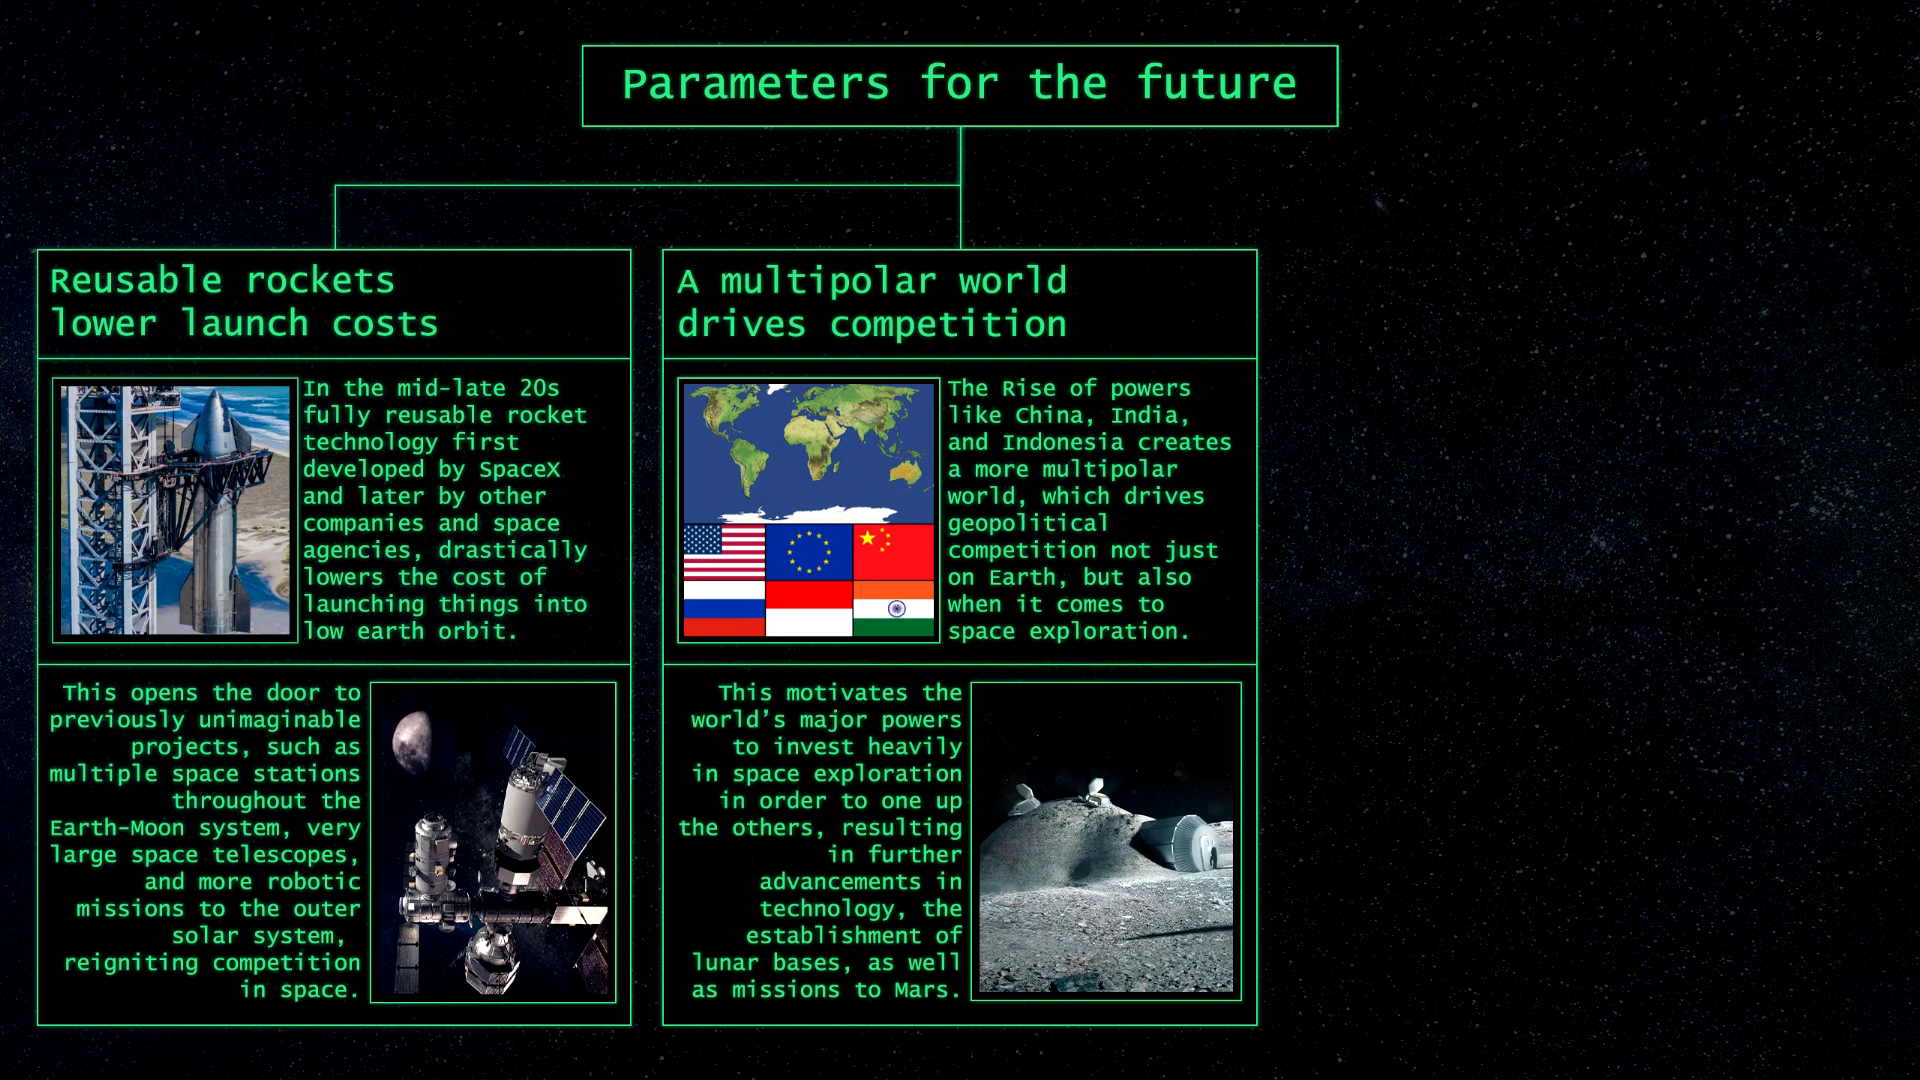 Parameters for the future
Reusable rockets
lower launch costs
In the mid-late 20s
fully reusable rocket
technology first
developed by SpaceX
and later by other
companies and space
agencies, drastically
lowers the cost of
launching things into
low earth orbit.
This opens the door to
previously unimaginable
projects, such as
multiple space stations
throughout the
Earth-Moon system, very
large space telescopes,
and more robotic
missions to the outer
solar system,
reigniting competition
in space.
A multipolar world
drives competition
The Rise of powers
like China, India,
and Indonesia creates
a more multipolar
world, which drives
geopolitical
competition not just
on Earth, but also
when it comes to
space exploration.
This motivates the
world’s major powers
to invest heavily
in space exploration
in order to one up
the others, resulting
in further
advancements in
technology, the
establishment of
lunar bases, as well
as missions to Mars.